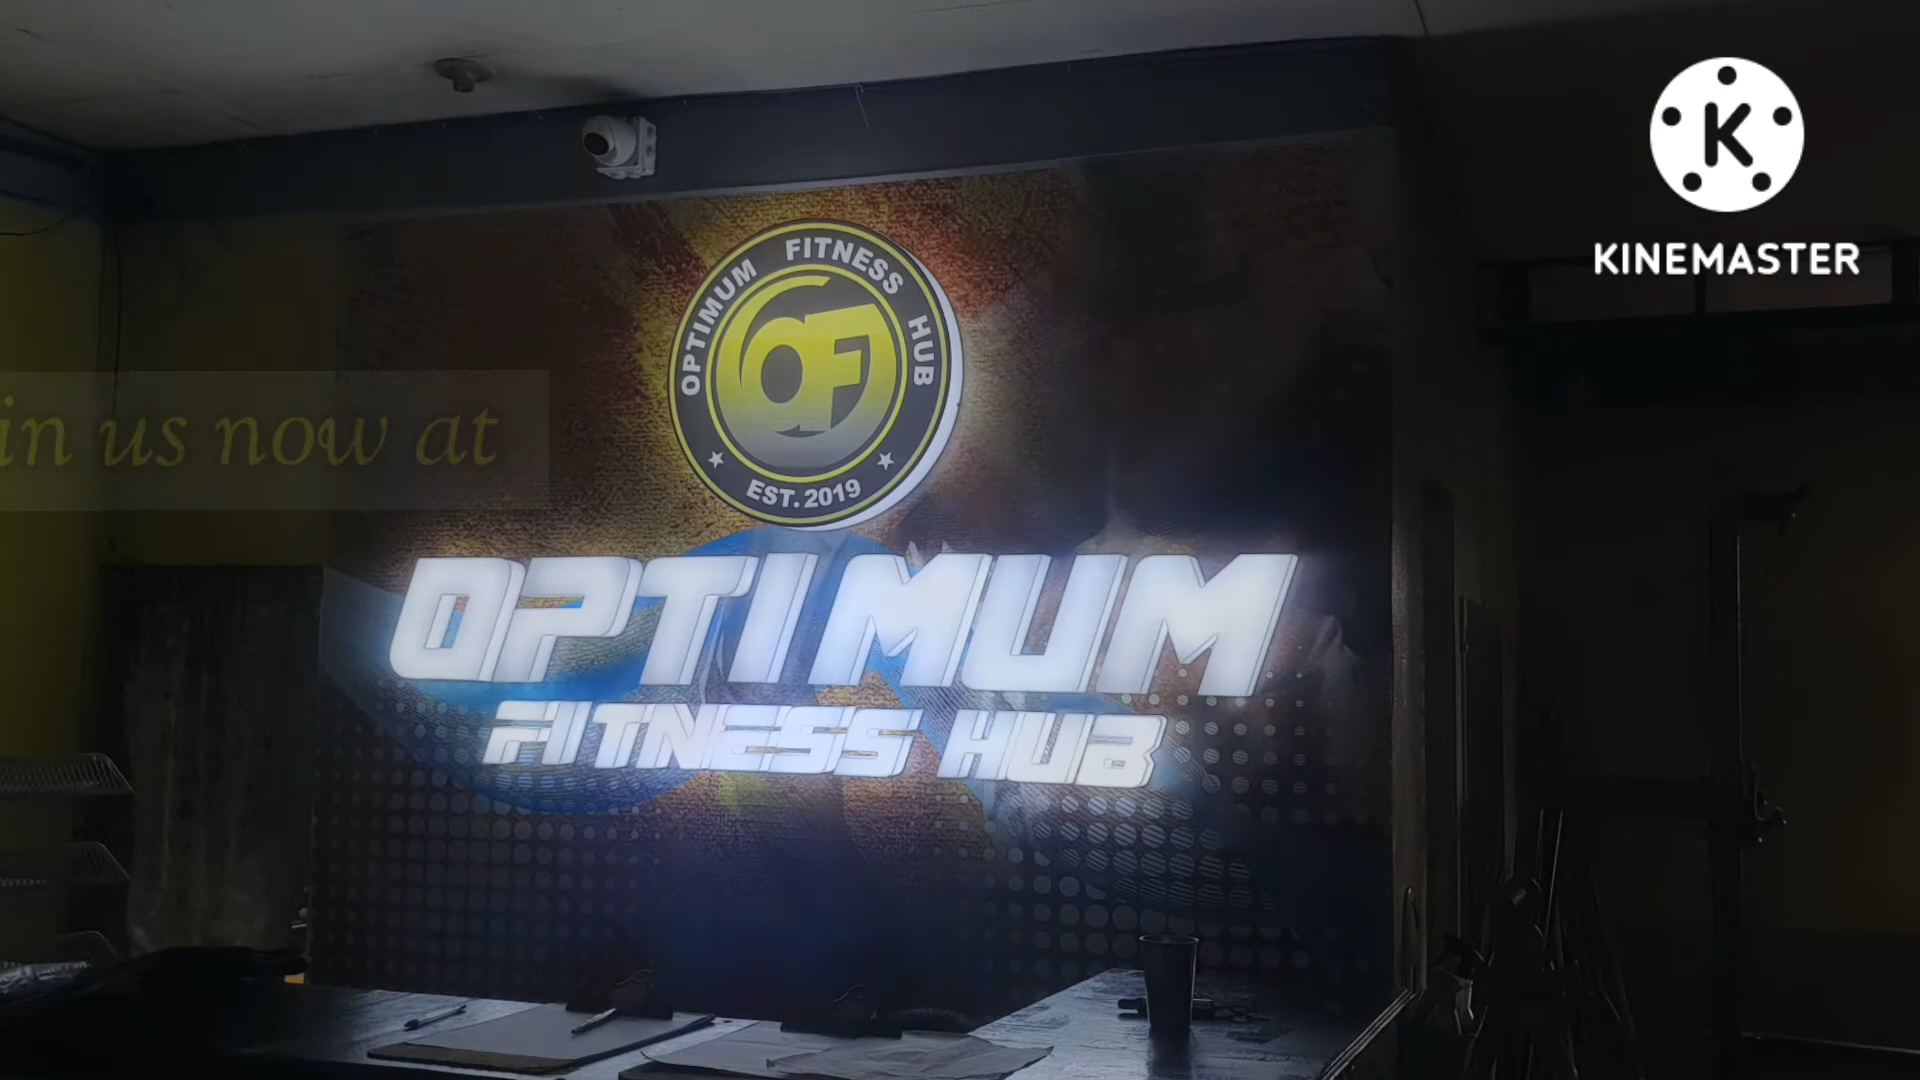 KINEMASTER
OPTIMUM FITNESS HUB
OF
EST. 2019
in us now at
OPTIMUM
FITNESS HUB